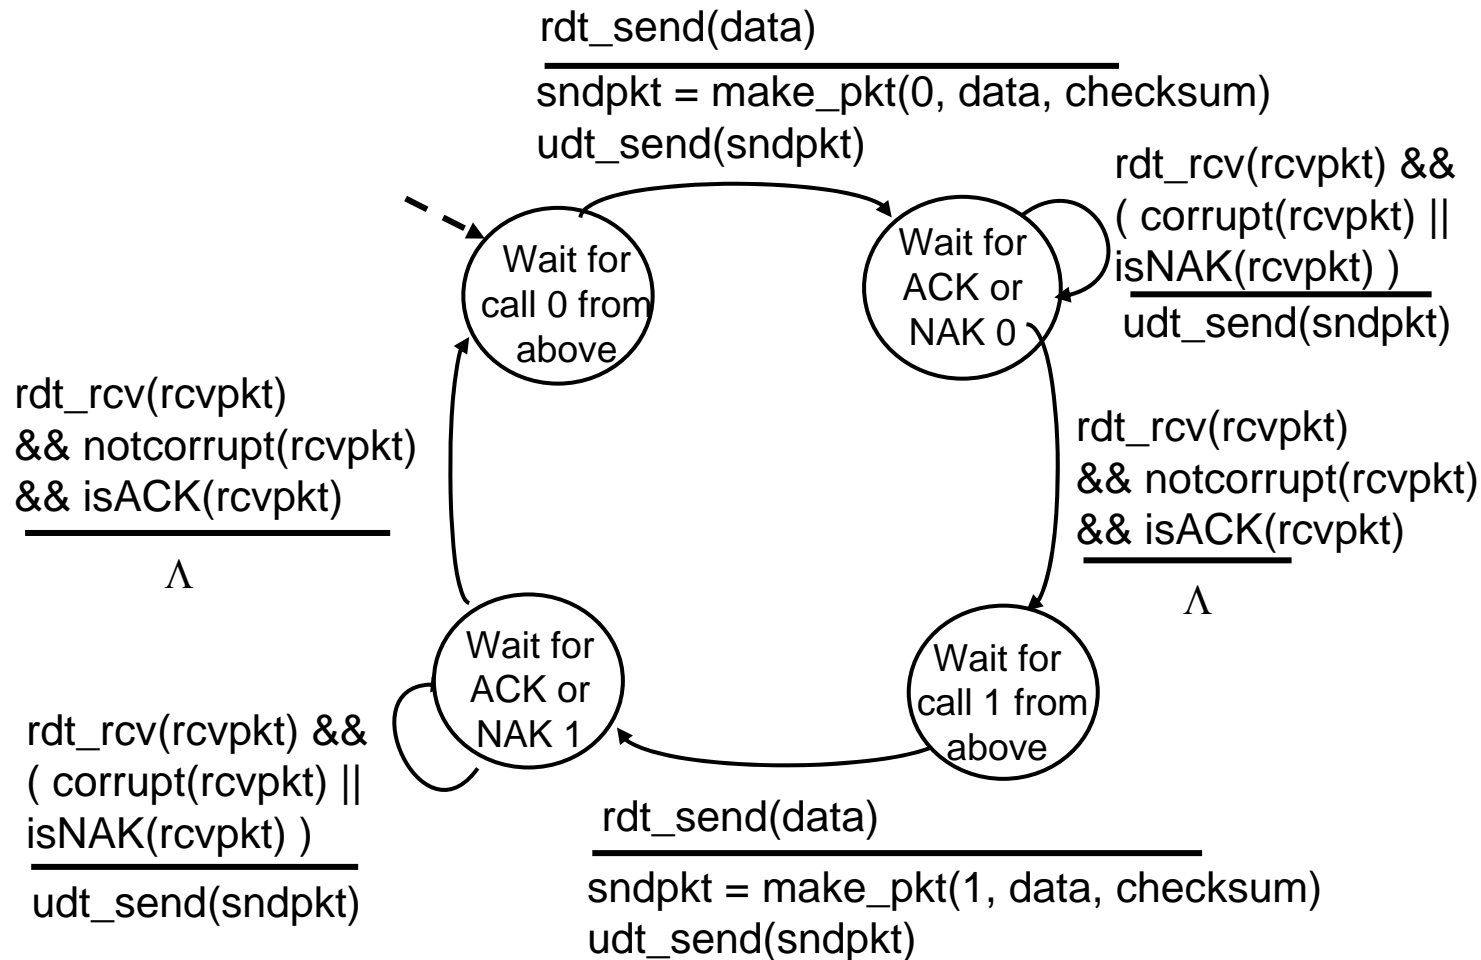 rdt_send(data)
sndpkt = make_pkt(0, data, checksum)
udt_send(sndpkt)
rdt_rcv(rcvpkt) &&
( corrupt(rcvpkt) ||
isNAK(rcvpkt) )
udt_send(sndpkt)
Wait for
call 0 from
above
Wait for
ACK or
NAK 0
rdt_rcv(rcvpkt)
&& notcorrupt(rcvpkt)
&& isACK(rcvpkt)
Λ
rdt_rcv(rcvpkt)
&& notcorrupt(rcvpkt)
&& isACK(rcvpkt)
Λ
Wait for
ACK or
NAK 1
Wait for
call 1 from
above
rdt_rcv(rcvpkt) &&
( corrupt(rcvpkt) ||
isNAK(rcvpkt) )
udt_send(sndpkt)
rdt_send(data)
sndpkt = make_pkt(1, data, checksum)
udt_send(sndpkt)